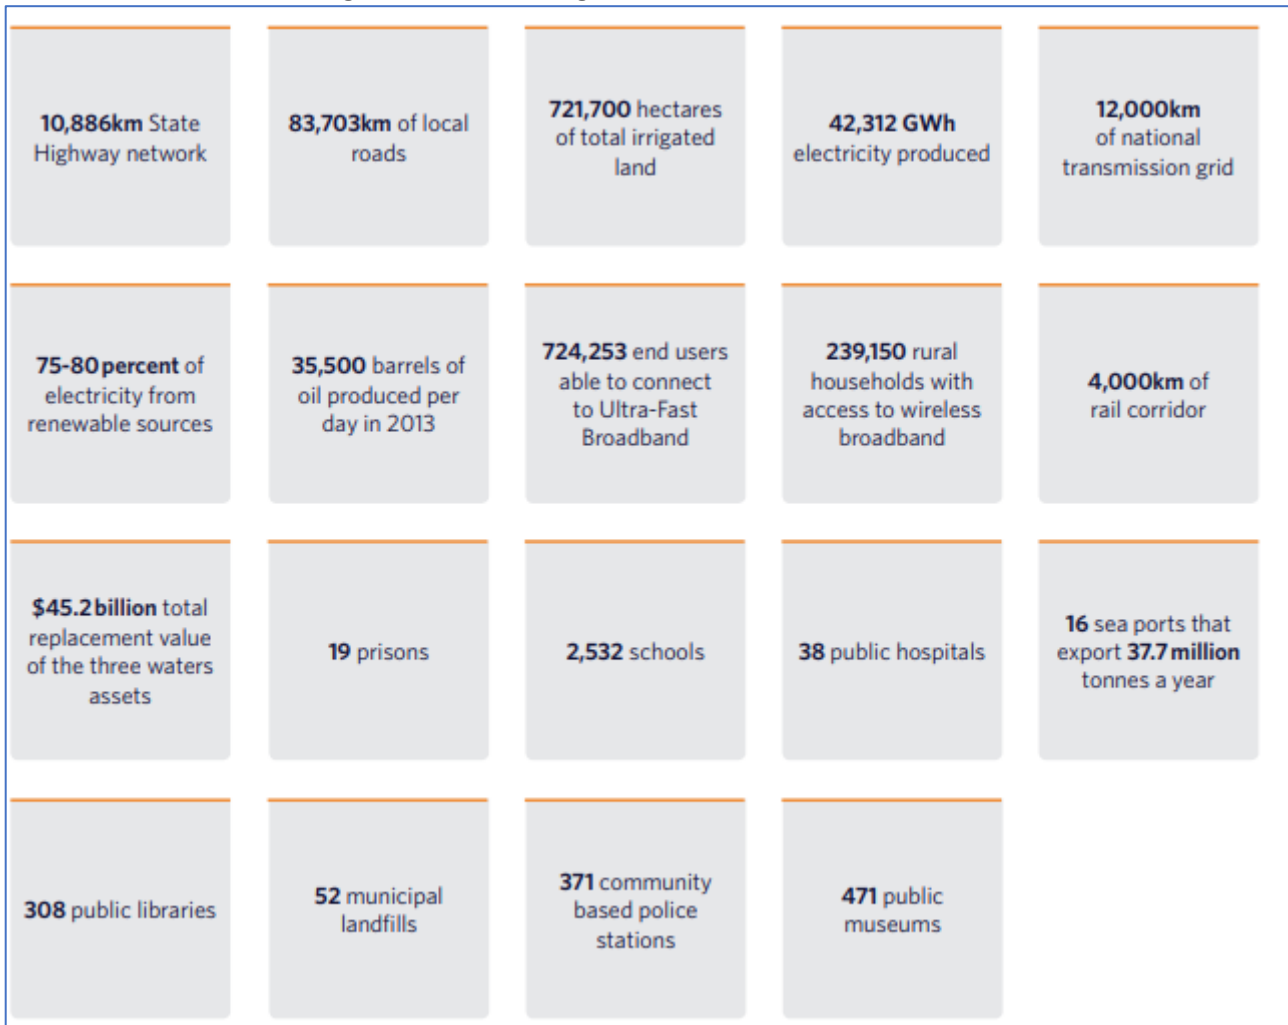 10,886km State
Highway network
83,703km of local
roads
721,700 hectares
of total irrigated
land
42,312 GWh
electricity produced
12,000km
of national
transmission grid
75-80 percent of
electricity from
renewable sources
35,500 barrels of
oil produced per
day in 2013
724,253 end users
able to connect
to Ultra-Fast
Broadband
239,150 rural
households with
access to wireless
broadband
4,000km of
rail corridor
$45.2 billion total
replacement value
of the three waters
assets
19 prisons
2,532 schools
38 public hospitals
16 sea ports that
export 37.7 million
tonnes a year
308 public libraries
52 municipal
landfills
371 community
based police
stations
471 public
museums